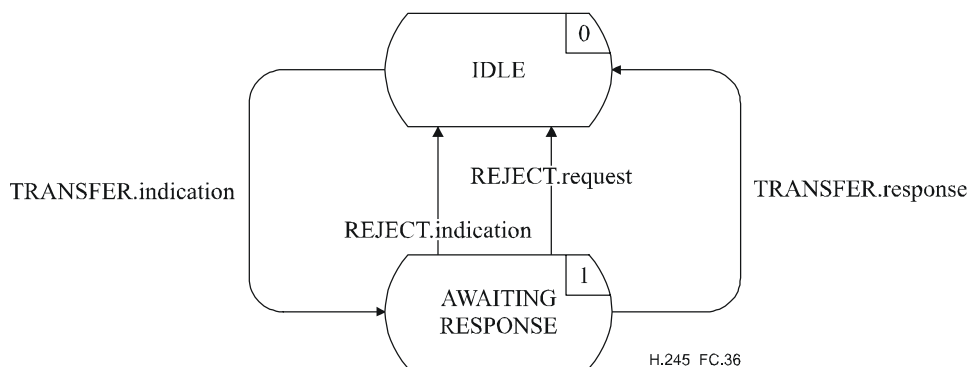 0
IDLE
TRANSFER.indication
REJECT.request
TRANSFER.response
REJECT.indication
1
AWAITING
RESPONSE
H.245 FC.36